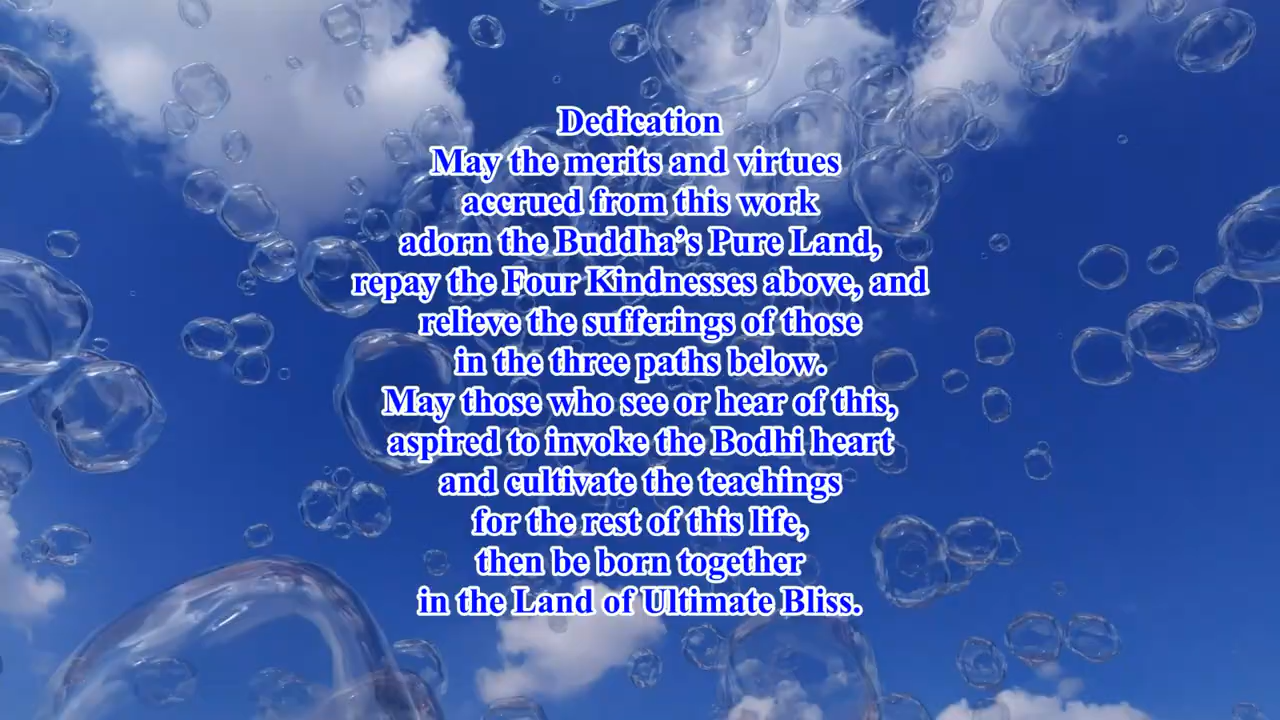 Dedication
May the merits and virtues
accrued from this work
adorn the Buddha’s Pure Land,
repay the Four Kindnesses above, and
relieve the sufferings of those
in the three paths below.
May those who see or hear of this,
aspired to invoke the Bodhi heart
and cultivate the teachings
for the rest of this life,
then be born together
in the Land of Ultimate Bliss.